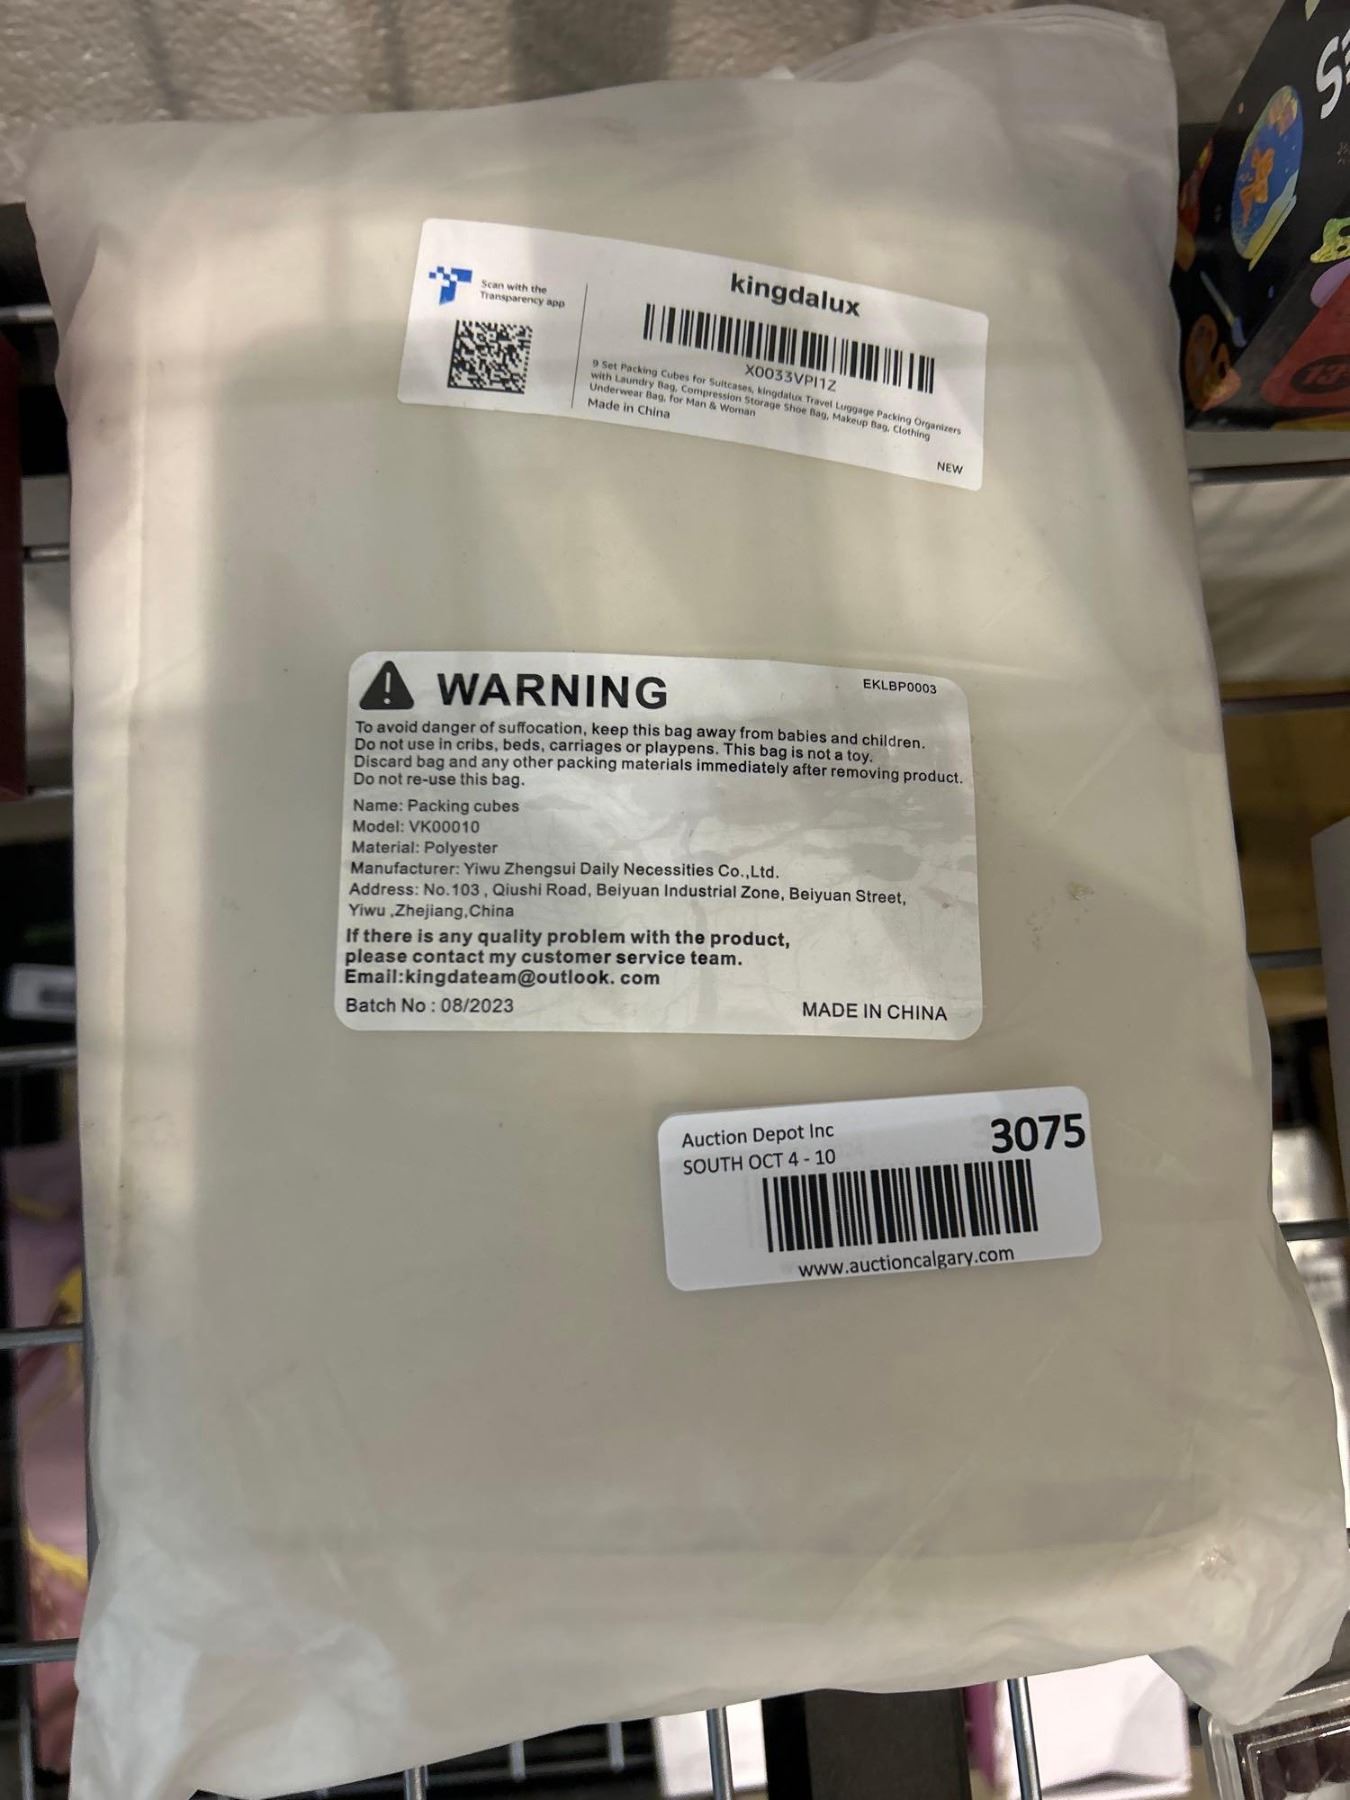 Scan with the
Transparency app
kingdalux
X0033VPI1Z
9 Set Packing Cubes for Suitcases, kingdalux Travel Luggage Packing Organizers
with Laundry Bag, Compression Storage Shoe Bag, Makeup Bag, Clothing
Underwear Bag, for Man & Woman
Made in China
NEW
WARNING
EKLBP0003
To avoid danger of suffocation, keep this bag away from babies and children.
Do not use in cribs, beds, carriages or playpens. This bag is not a toy.
Discard bag and any other packing materials immediately after removing product.
Do not re-use this bag.
Name: Packing cubes
Model: VK00010
Material: Polyester
Manufacturer: Yiwu Zhengsui Daily Necessities Co.,Ltd.
Address: No.103 , Qiushi Road, Beiyuan Industrial Zone, Beiyuan Street,
Yiwu ,Zhejiang,China
If there is any quality problem with the product,
please contact my customer service team.
Email:kingdateam@outlook. com
Batch No : 08/2023
MADE IN CHINA
Auction Depot Inc
3075
SOUTH OCT 4 - 10
www.auctioncalgary.com